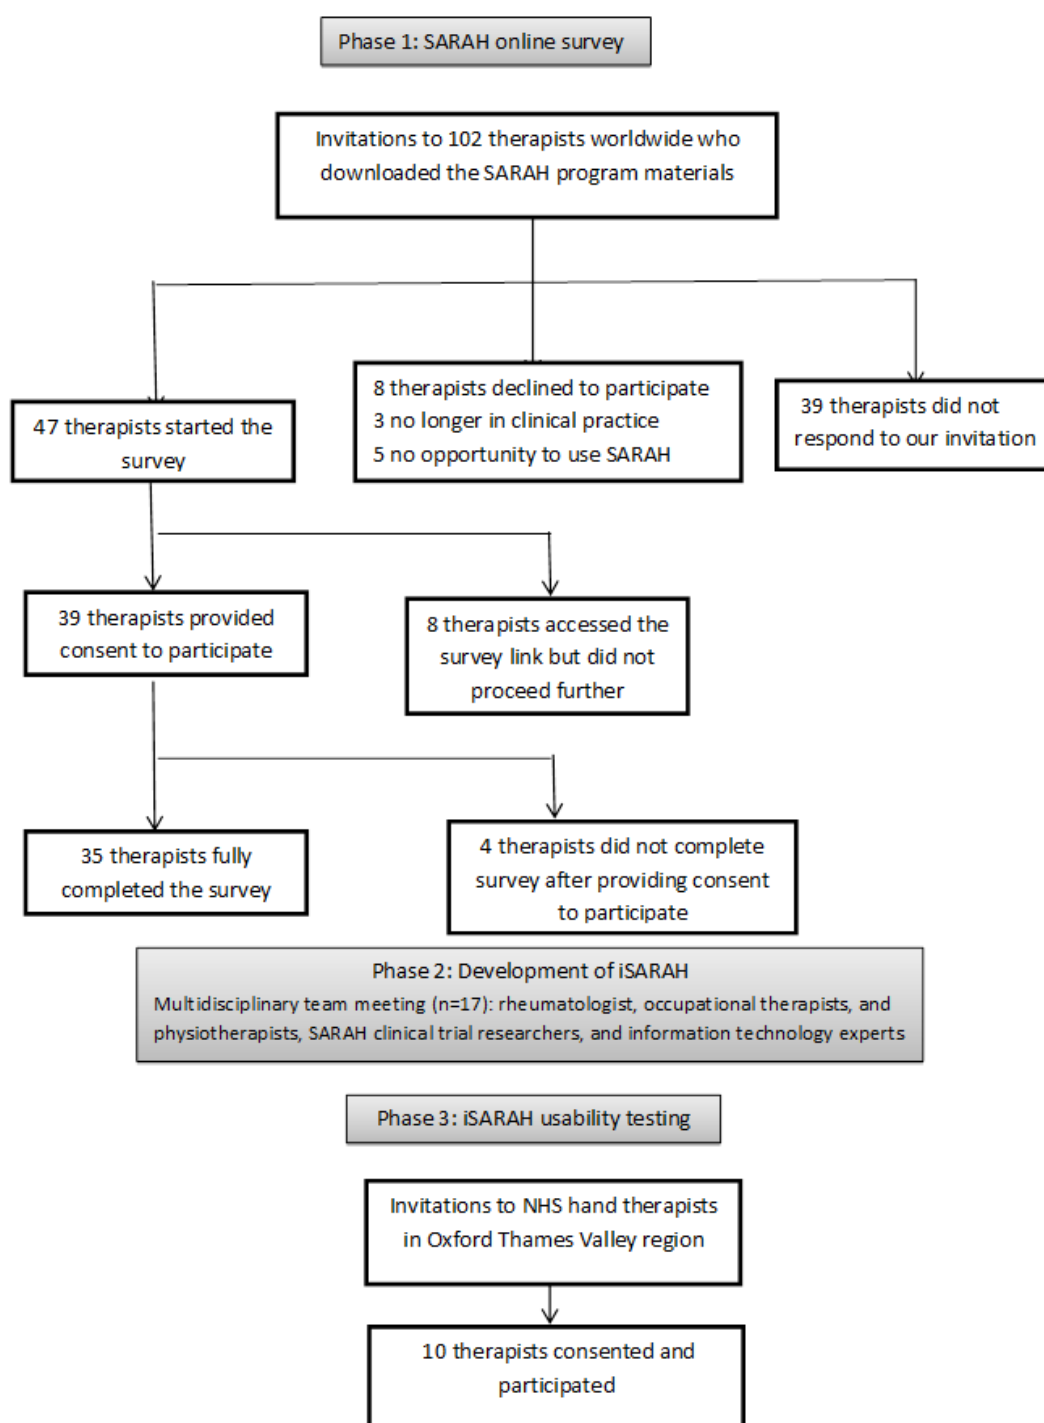 Phase 1: SARAH online survey
Invitations to 102 therapists worldwide who
downloaded the SARAH program materials
47 therapists started the
survey
8 therapists declined to participate
3 no longer in clinical practice
5 no opportunity to use SARAH
39 therapists did not
respond to our invitation
39 therapists provided
consent to participate
8 therapists accessed the
survey link but did not
proceed further
35 therapists fully
completed the survey
4 therapists did not complete
survey after providing consent
to participate
Phase 2: Development of iSARAH
Multidisciplinary team meeting (n=17): rheumatologist, occupational therapists, and
physiotherapists, SARAH clinical trial researchers, and information technology experts
Phase 3: iSARAH usability testing
Invitations to NHS hand therapists
in Oxford Thames Valley region
10 therapists consented and
participated